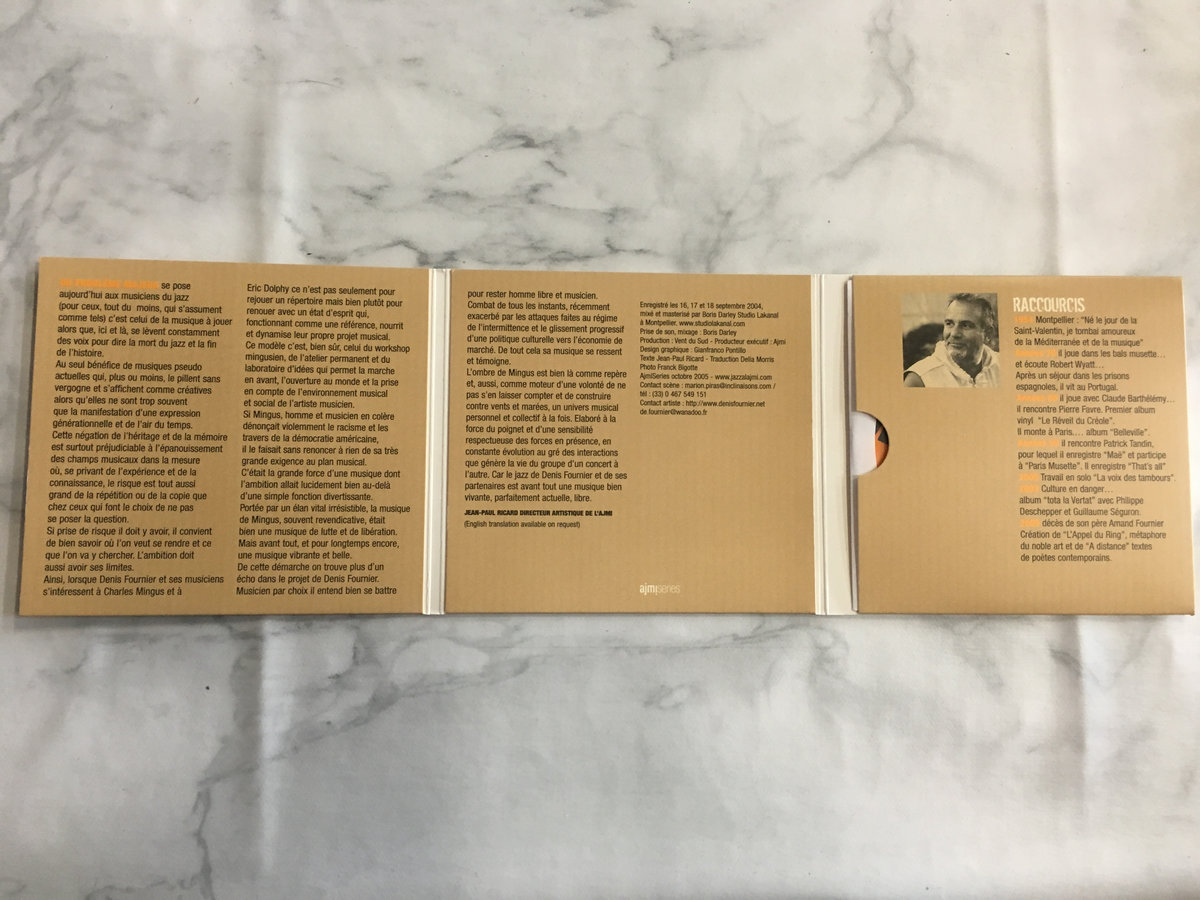 se pose
aujourd'hui aux musiciens du jazz
(pour ceux, tout du moins, qui s'assument
comme tels) c'est celui de la musique à jouer
alors que, ici et là, se lèvent constamment
des voix pour dire la mort du jazz et la fin
de l'histoire.
Au seul bénéfice de musiques pseudo
actuelles qui, plus ou moins, le pillent sans
vergogne et s'affichent comme créatives
alors qu'elles ne sont trop souvent
que la manifestation d'une expression
générationnelle et de l'air du temps.
Cette négation de l'héritage et de la mémoire
est surtout préjudiciable à l'épanouissement
des champs musicaux dans la mesure
où, se privant de l'expérience et de la
connaissance, le risque est tout aussi
grand de la répétition ou de la copie que
chez ceux qui font le choix de ne pas
se poser la question.
Si prise de risque il doit y avoir, il convient
de bien savoir où l'on veut se rendre et ce
que l'on va y chercher. L'ambition doit
aussi avoir ses limites.
Ainsi, lorsque Denis Fournier et ses musiciens
s'intéressent à Charles Mingus et à
Eric Dolphy ce n'est pas seulement pour
rejouer un répertoire mais bien plutôt pour
renouer avec un état d'esprit qui,
fonctionnant comme une référence, nourrit
et dynamise leur propre projet musical.
Ce modèle c'est, bien sûr, celui du workshop
mingusien, de l'atelier permanent et du
laboratoire d'idées qui permet la marche
en avant, l'ouverture au monde et la prise
en compte de l'environnement musical
et social de l'artiste musicien.
Si Mingus, homme et musicien en colère
dénonçait violemment le racisme et les
travers de la démocratie américaine,
il le faisait sans renoncer à rien de sa très
grande exigence au plan musical.
C'était la grande force d'une musique dont
l'ambition allait lucidement bien au-delà
d'une simple fonction divertissante.
Portée par un élan vital irrésistible, la musique
de Mingus, souvent revendicative, était
bien une musique de lutte et de libération.
Mais avant tout, et pour longtemps encore,
une musique vibrante et belle.
De cette démarche on trouve plus d'un
écho dans le projet de Denis Fournier.
Musicien par choix il entend bien se battre
pour rester homme libre et musicien.
Combat de tous les instants, récemment
exacerbé par les attaques faites au régime
de l'intermittence et le glissement progressif
d'une politique culturelle vers l'économie de
marché. De tout cela sa musique se ressent
et témoigne.
L'ombre de Mingus est bien là comme repère
et, aussi, comme moteur d'une volonté de ne
pas s'en laisser compter et de construire
contre vents et marées, un univers musical
personnel et collectif à la fois. Elaboré à la
force du poignet et d'une sensibilité
respectueuse des forces en présence, en
constante évolution au gré des interactions
que génère la vie du groupe d'un concert à
l'autre. Car le jazz de Denis Fournier et de ses
partenaires est avant tout une musique bien
vivante, parfaitement actuelle, libre.
JEAN-PAUL RICARD DIRECTEUR ARTISTIQUE DE L'AJMI
(English translation available on request)
Enregistré les 16, 17 et 18 septembre 2004,
mixé et masterisé par Boris Darley Studio Lakanal
à Montpellier. www.studiolakanal.com
Prise de son, mixage : Boris Darley
Production : Vent du Sud - Producteur exécutif : Ajmi
Design graphique : Gianfranco Pontillo
Texte Jean-Paul Ricard - Traduction Delia Morris
Photo Franck Bigotte
AjmiSeries octobre 2005 - www.jazzalajmi.com
Contact scène : marion.piras@inclinaisons.com /
tél : (33) 0 467 549 151
Contact artiste : http://www.denisfournier.net
de.fournier@wanadoo.fr
ajmiseries
RACCOURCIS
Montpellier : "Né le jour de la
Saint-Valentin, je tombai amoureux
de la Méditerranée et de la musique"
il joue dans les bals musette…
et écoute Robert Wyatt…
Après un séjour dans les prisons
espagnoles, il vit au Portugal.
il joue avec Claude Barthélémy…
il rencontre Pierre Favre. Premier album
vinyl "Le Réveil du Créole".
Il monte à Paris.… album "Belleville".
il rencontre Patrick Tandin,
pour lequel il enregistre "Maë" et participe
à "Paris Musette". Il enregistre "That's all"
Travail en solo "La voix des tambours".
Culture en danger…
album "tota la Vertat" avec Philippe
Deschepper et Guillaume Séguron.
décès de son père Amand Fournier
Création de "L'Appel du Ring", métaphore
du noble art et de "A distance" textes
de poètes contemporains.